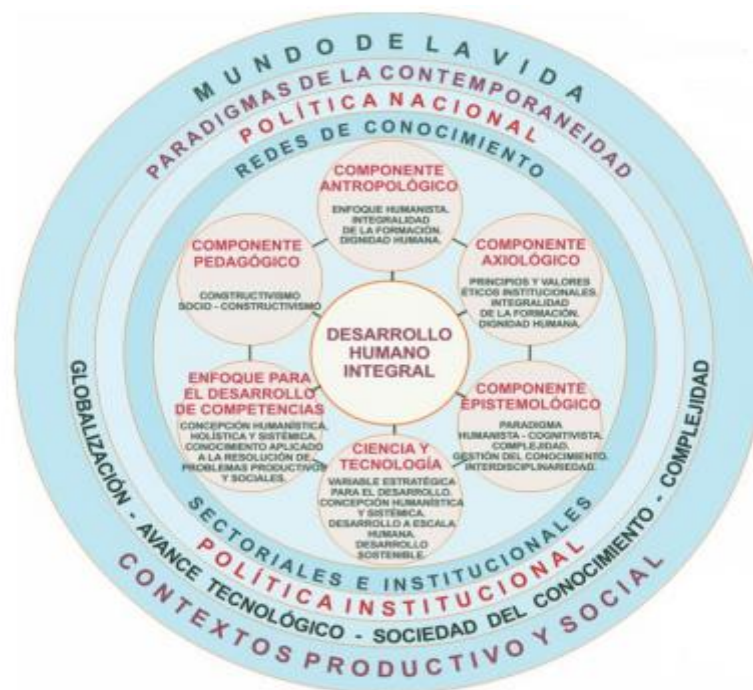 MUNDO DE LA VIDA
PARADIGMAS DE LA CONTEMPORANEIDAD
POLÍTICA NACIONAL
REDES DE CONOCIMIENTO
COMPONENTE
ANTROPOLÓGICO
ENFOQUE HUMANISTA.
INTEGRALIDAD
DE LA FORMACIÓN.
DIGNIDAD HUMANA.
COMPONENTE
PEDAGÓGICO
CONSTRUCTIVISMO
SOCIO - CONSTRUCTIVISMO
COMPONENTE
AXIOLÓGICO
PRINCIPIOS Y VALORES
ÉTICOS INSTITUCIONALES.
INTEGRALIDAD
DE LA FORMACIÓN.
DIGNIDAD HUMANA.
DESARROLLO
HUMANO
INTEGRAL
ENFOQUE PARA
EL DESARROLLO
DE COMPETENCIAS
CONCEPCIÓN HUMANÍSTICA,
HOLÍSTICA Y SISTÉMICA.
CONOCIMIENTO APLICADO
A LA RESOLUCIÓN DE
PROBLEMAS PRODUCTIVOS
Y SOCIALES.
COMPONENTE
EPISTEMOLÓGICO
PARADIGMA
HUMANISTA - COGNITIVISTA.
COMPLEJIDAD.
GESTIÓN DEL CONOCIMIENTO.
INTERDISCIPLINARIEDAD.
CIENCIA Y
TECNOLOGÍA
VARIABLE ESTRATÉGICA
PARA EL DESARROLLO.
CONCEPCIÓN HUMANÍSTICA
Y SISTÉMICA.
DESARROLLO A ESCALA
HUMANA.
DESARROLLO
SOSTENIBLE.
SECTORIALES E INSTITUCIONALES
POLÍTICA INSTITUCIONAL
GLOBALIZACIÓN - AVANCE TECNOLÓGICO - SOCIEDAD DEL CONOCIMIENTO - COMPLEJIDAD
CONTEXTOS PRODUCTIVO Y SOCIAL